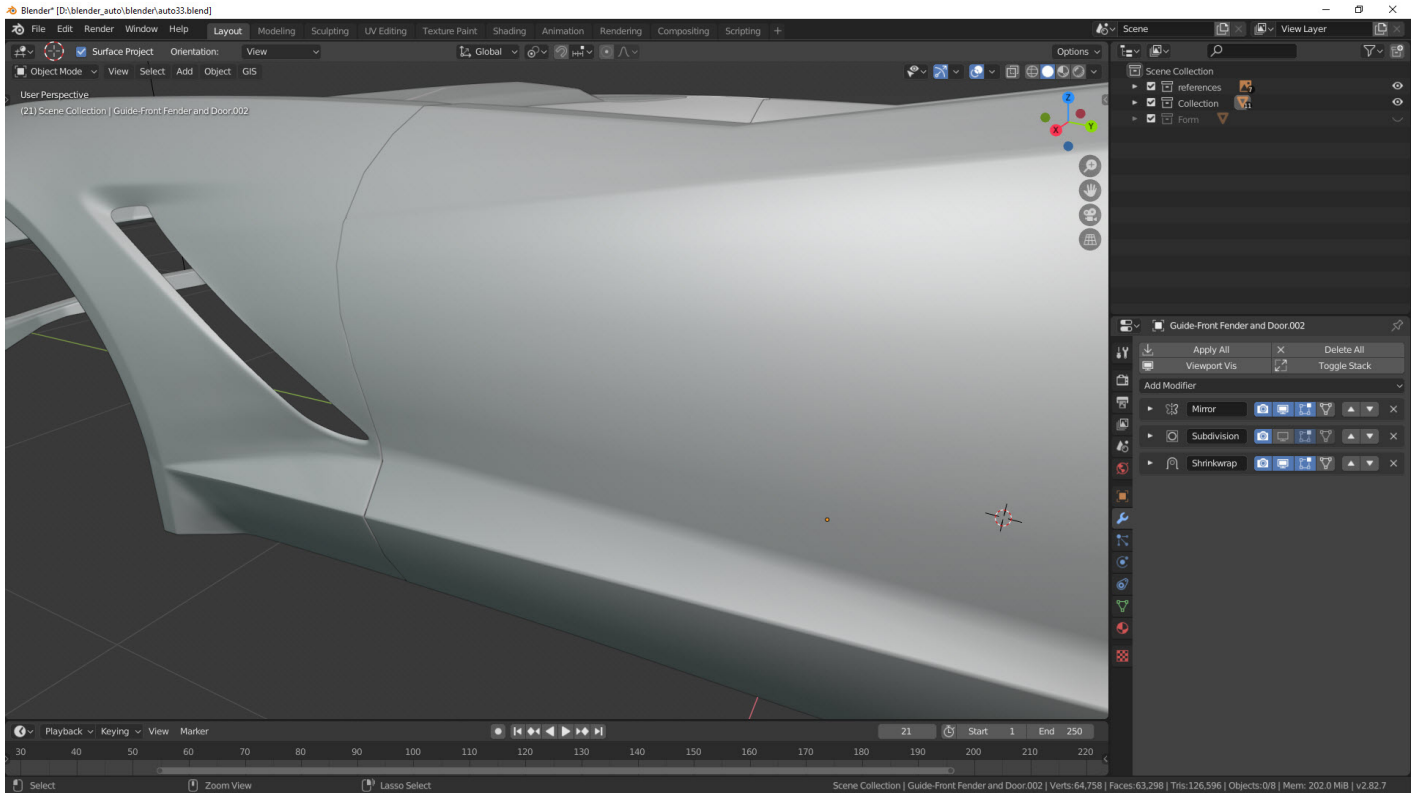 Blender* [D:\blender_auto\blender\auto33.blend]
File Edit Render Window Help Layout Modeling Sculpting UV Editing Texture Paint Shading Animation Rendering Compositing Scripting + Scene View Layer
Surface Project Orientation: View Global Options
Object Mode View Select Add Object GIS
User Perspective
(21) Scene Collection | Guide-Front Fender and Door.002
Z
Y
X
Scene Collection
references
Collection
Form
Guide-Front Fender and Door.002
Apply All Delete All
Viewport Vis Toggle Stack
Add Modifier
Mirror
Subdivision
Shrinkwrap
Playback Keying View Marker 21 Start 1 End 250
30 40 50 60 70 80 90 100 110 120 130 140 150 160 170 180 190 200 210 220
Select Zoom View Lasso Select Scene Collection | Guide-Front Fender and Door.002 | Verts:64,758 | Faces:63,298 | Tris:126,596 | Objects:0/8 | Mem: 202.0 MiB | v2.82.7